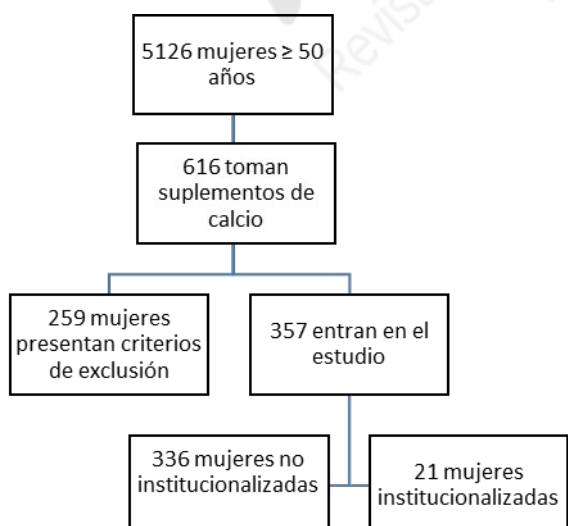 Revista
5126 mujeres ≥ 50
años
616 toman
suplementos de
calcio
259 mujeres
presentan criterios
de exclusión
357 entran en el
estudio
336 mujeres no
institucionalizadas
21 mujeres
institucionalizadas